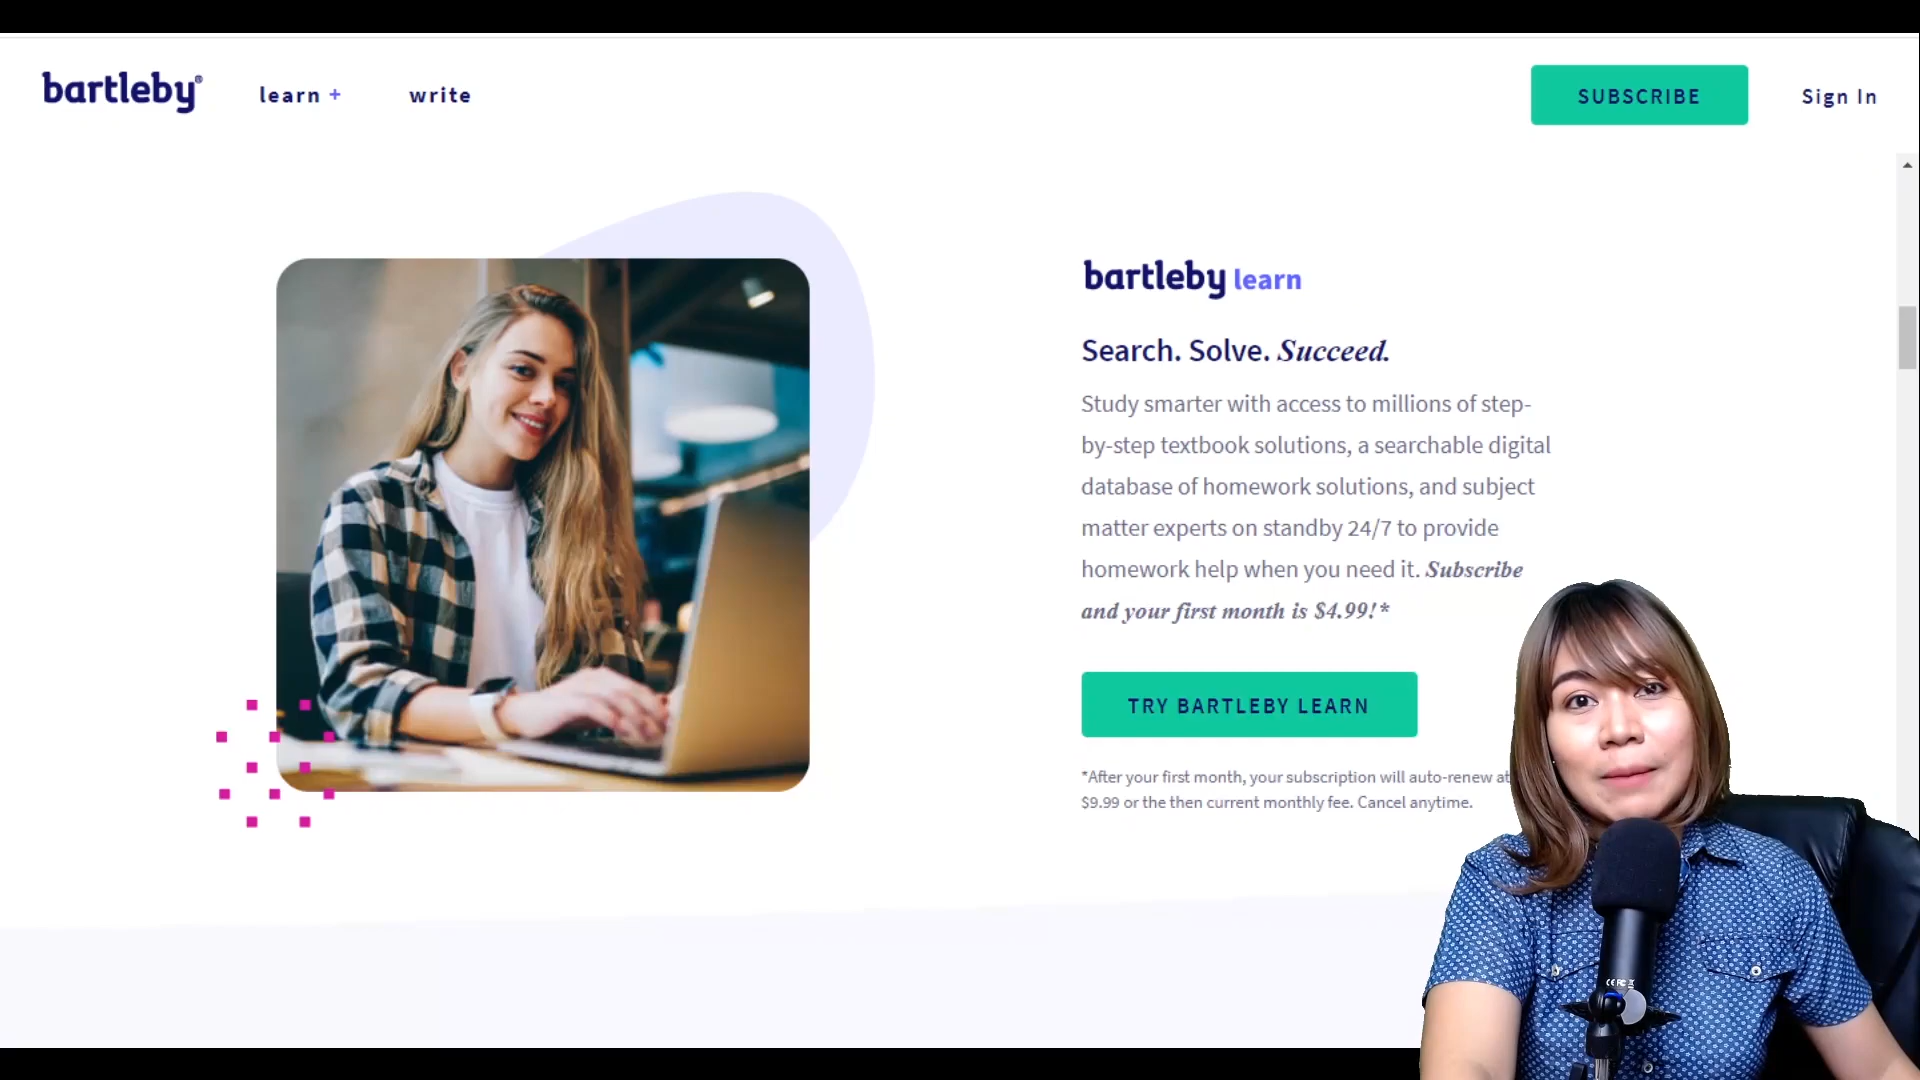 bartleby®
learn +
write
SUBSCRIBE
Sign In
bartleby learn
Search. Solve. Succeed.
Study smarter with access to millions of step-
by-step textbook solutions, a searchable digital
database of homework solutions, and subject
matter experts on standby 24/7 to provide
homework help when you need it. Subscribe
and your first month is $4.99!*
TRY BARTLEBY LEARN
*After your first month, your subscription will auto-renew at
$9.99 or the then current monthly fee. Cancel anytime.